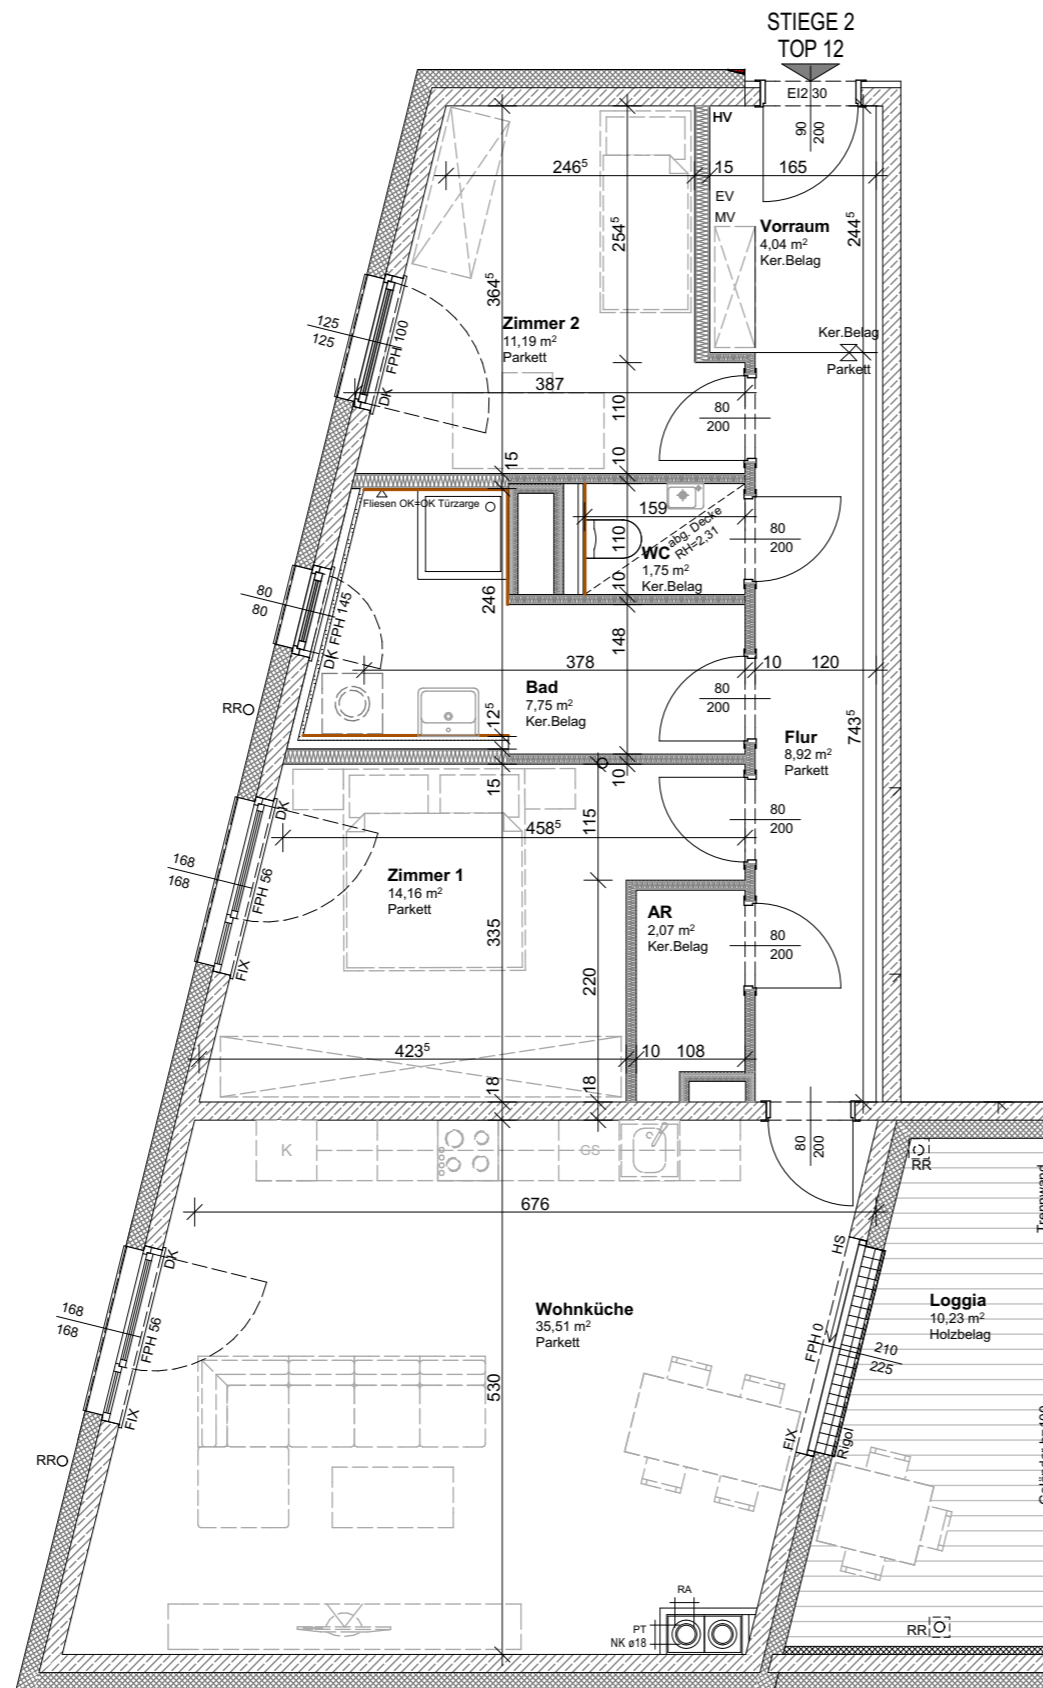 STIEGE 2
TOP 12
EI2 30
90
200
HV
246⁵
15
165
EV
MV
Vorraum
4,04 m²
Ker.Belag
244⁵
254⁵
364⁵
125
125
FPH 100
DK
Zimmer 2
11,19 m²
Parkett
Ker.Belag
Parkett
387
110
80
200
10
15
Fliesen OK=OK Türzarge
159
abg. Decke
RH=2,31
110
WC
1,75 m²
Ker.Belag
80
200
10
246
80
80
FPH 145
DK
148
378
10
120
Bad
7,75 m²
Ker.Belag
80
200
RR
12⁵
Flur
8,92 m²
Parkett
743⁵
15
10
DK
458⁵
115
80
200
168
168
FPH 56
FIX
Zimmer 1
14,16 m²
Parkett
335
AR
2,07 m²
Ker.Belag
80
200
220
423⁵
10
108
18
18
K
GS
80
200
RR
Trennwand
676
DK
HS
168
168
FPH 56
FIX
Wohnküche
35,51 m²
Parkett
Loggia
10,23 m²
Holzbelag
FPH 0
210
225
530
FIX
Rigol
RR
RA
PT
NK ø18
RR